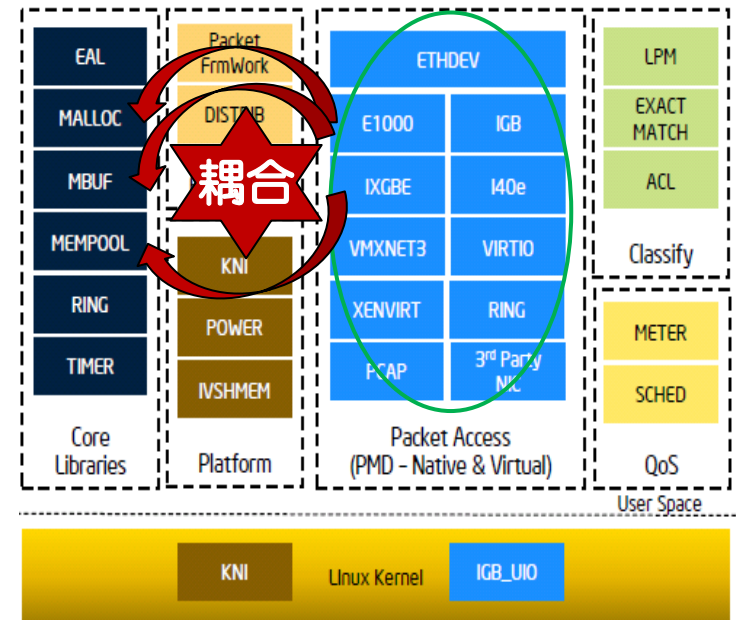 EAL
MALLOC
MBUF
MEMPOOL
RING
TIMER
Core
Libraries
Packet
FrmWork
DISTRIB
耦合
KNI
POWER
IVSHMEM
Platform
ETHDEV
E1000
IGB
IXGBE
I40e
VMXNET3
VIRTIO
XENVIRT
RING
PCAP
3rd Party
NIC
Packet Access
(PMD – Native & Virtual)
LPM
EXACT
MATCH
ACL
Classify
METER
SCHED
QoS
User Space
KNI
Linux Kernel
IGB_UIO